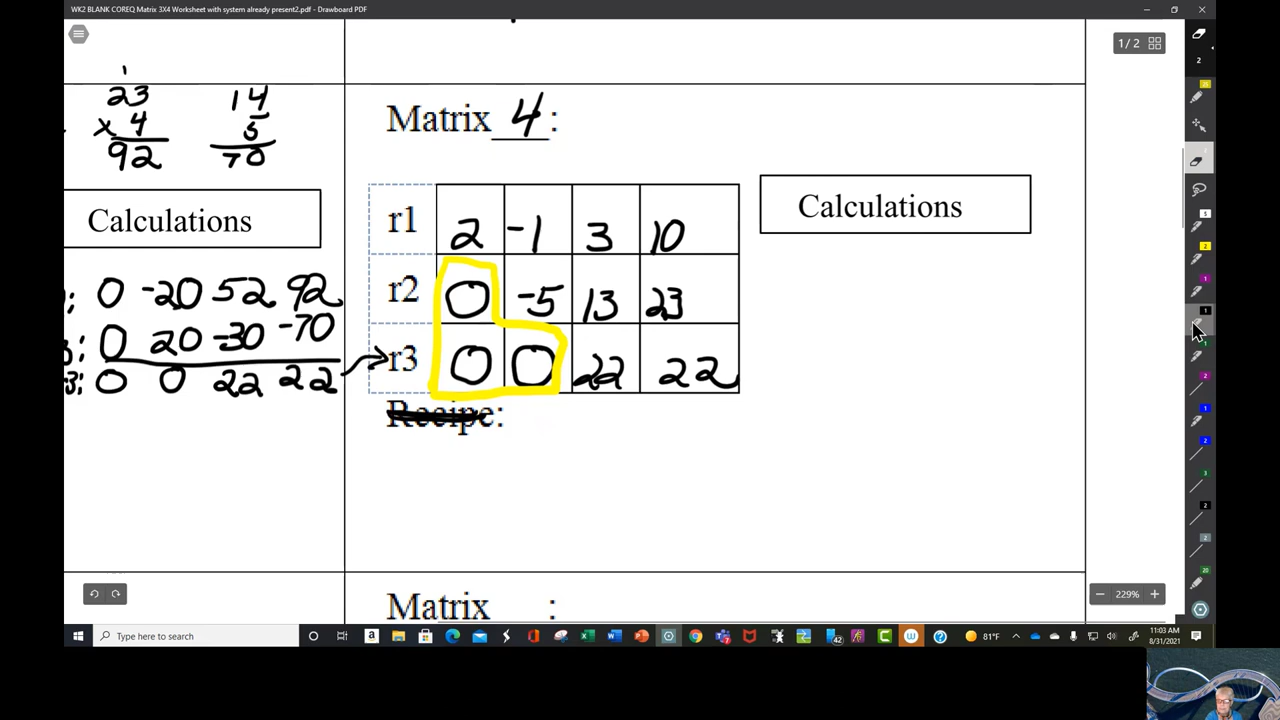 WK2 BLANK COREQ Matrix 3X4 Worksheet with system already present2.pdf - Drawboard PDF
1 / 2
1
23 14
x 4 5
92 70
Matrix 4 :
Calculations
r1 2 -1 3 10
r2 0 -5 13 23
r3 0 0 22 22
Calculations
0 -20 52 92
0 20 -30 -70
0 0 22 22
Recipe:
Matrix :
229%
Type here to search
42
81°F
11:03 AM
8/31/2021